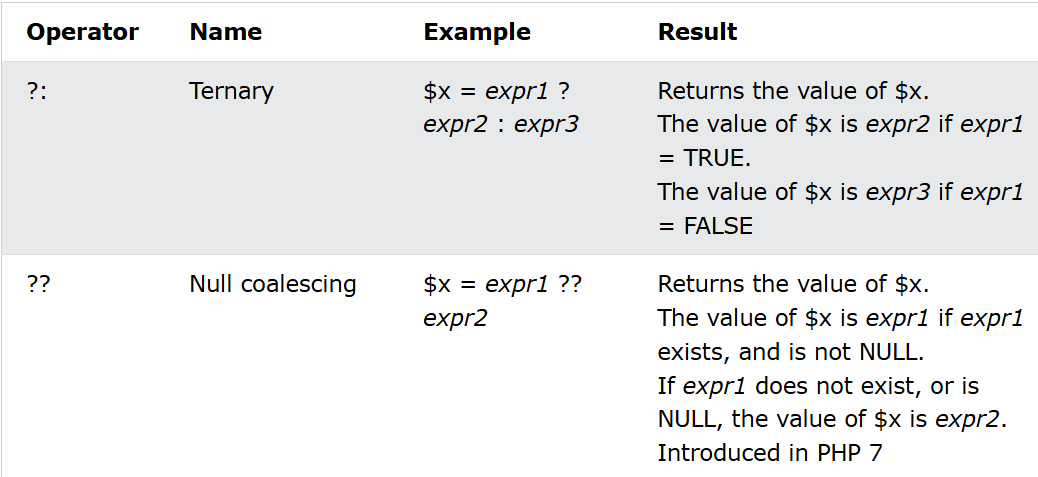 Operator Name Example Result
?: Ternary $x = expr1 ? Returns the value of $x.
expr2 : expr3 The value of $x is expr2 if expr1
= TRUE.
The value of $x is expr3 if expr1
= FALSE
?? Null coalescing $x = expr1 ?? Returns the value of $x.
expr2 The value of $x is expr1 if expr1
exists, and is not NULL.
If expr1 does not exist, or is
NULL, the value of $x is expr2.
Introduced in PHP 7